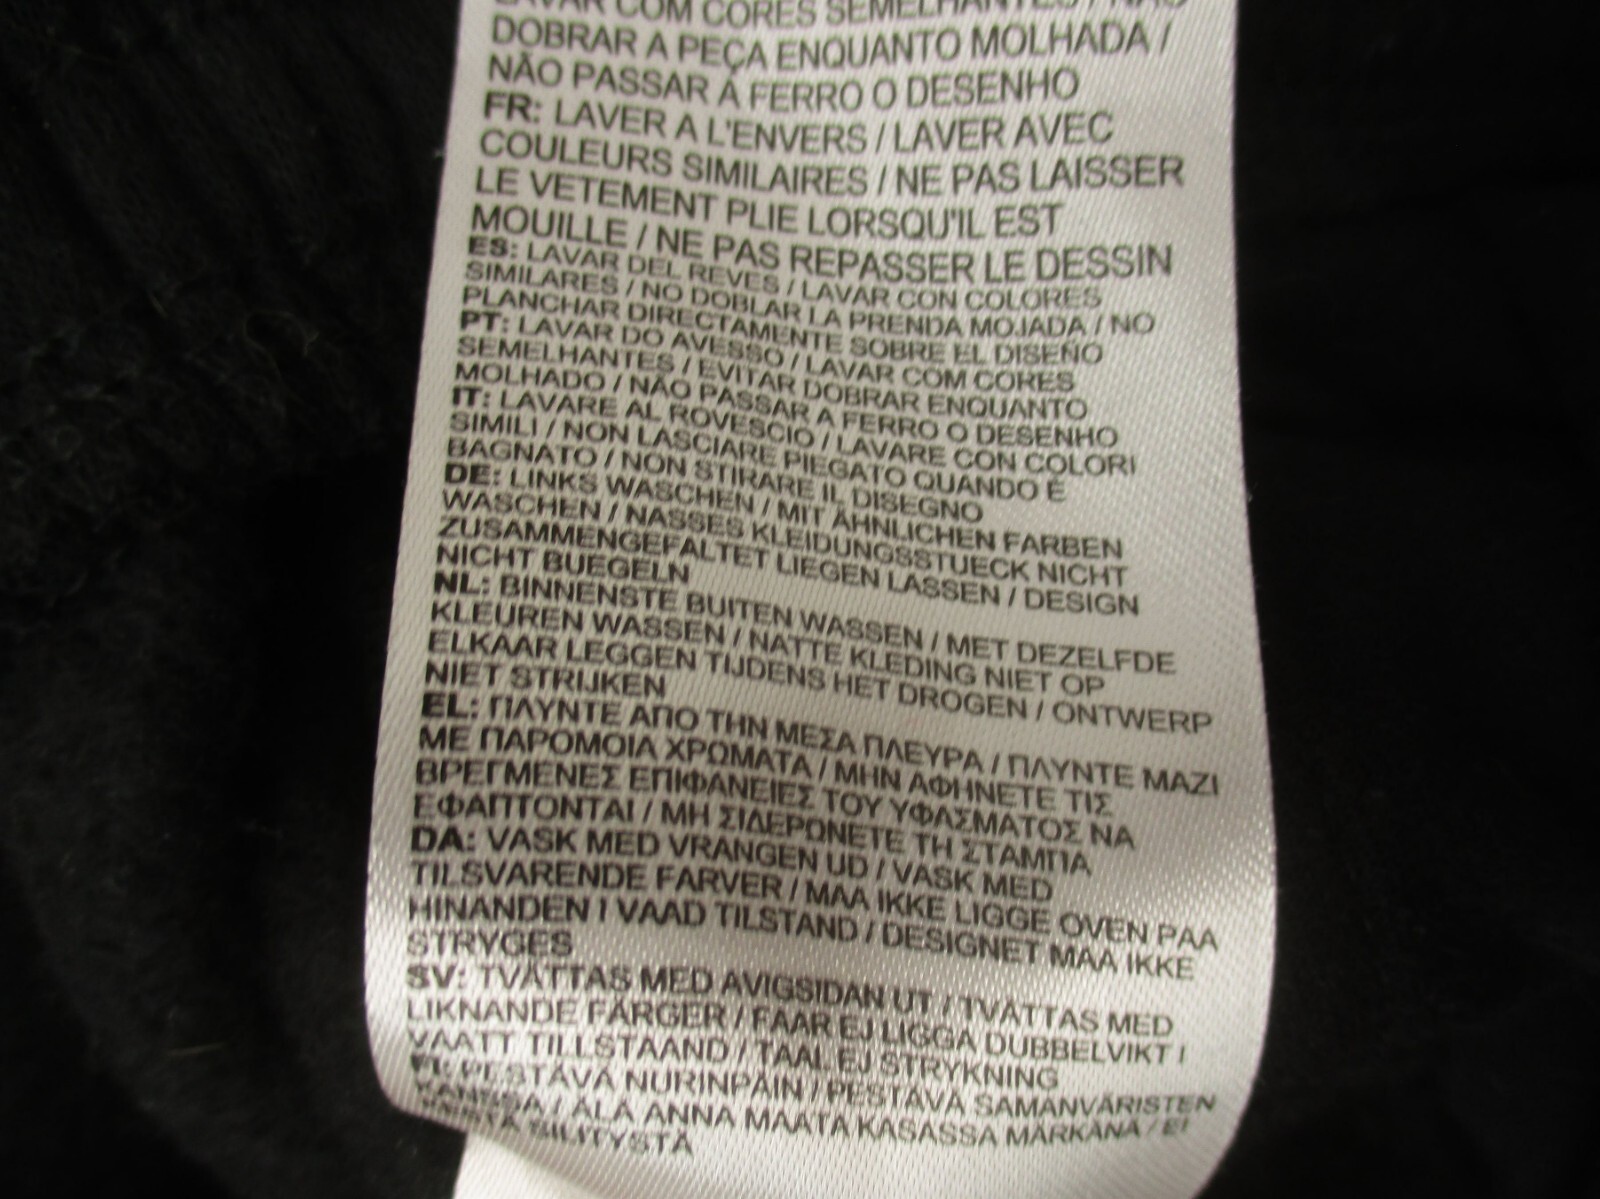 LAVAR COM CORES SEMELHANTES / NÃO
DOBRAR A PEÇA ENQUANTO MOLHADA /
NÃO PASSAR A FERRO O DESENHO
FR: LAVER A L'ENVERS / LAVER AVEC
COULEURS SIMILAIRES / NE PAS LAISSER
LE VETEMENT PLIE LORSQU'IL EST
MOUILLE / NE PAS REPASSER LE DESSIN
ES: LAVAR DEL REVES / LAVAR CON COLORES
SIMILARES / NO DOBLAR LA PRENDA MOJADA / NO
PLANCHAR DIRECTAMENTE SOBRE EL DISEÑO
PT: LAVAR DO AVESSO / LAVAR COM CORES
SEMELHANTES / EVITAR DOBRAR ENQUANTO
MOLHADO / NÃO PASSAR A FERRO O DESENHO
IT: LAVARE AL ROVESCIO / LAVARE CON COLORI
SIMILI / NON LASCIARE PIEGATO QUANDO É
BAGNATO / NON STIRARE IL DISEGNO
DE: LINKS WASCHEN / MIT ÄHNLICHEN FARBEN
WASCHEN / NASSES KLEIDUNGSSTUECK NICHT
ZUSAMMENGEFALTET LIEGEN LASSEN / DESIGN
NICHT BUEGELN
NL: BINNENSTE BUITEN WASSEN / MET DEZELFDE
KLEUREN WASSEN / NATTE KLEDING NIET OP
ELKAAR LEGGEN TIJDENS HET DROGEN / ONTWERP
NIET STRIJKEN
EL: ΠΛΥΝΤΕ ΑΠΟ ΤΗΝ ΜΕΣΑ ΠΛΕΥΡΑ / ΠΛΥΝΤΕ ΜΑΖΙ
ΜΕ ΠΑΡΟΜΟΙΑ ΧΡΩΜΑΤΑ / ΜΗΝ ΑΦΗΝΕΤΕ ΤΙΣ
ΒΡΕΓΜΕΝΕΣ ΕΠΙΦΑΝΕΙΕΣ ΤΟΥ ΥΦΑΣΜΑΤΟΣ ΝΑ
ΕΦΑΠΤΟΝΤΑΙ / ΜΗ ΣΙΔΕΡΩΝΕΤΕ ΤΗ ΣΤΑΜΠΑ
DA: VASK MED VRANGEN UD / VASK MED
TILSVARENDE FARVER / MAA IKKE LIGGE OVEN PAA
HINANDEN I VAAD TILSTAND / DESIGNET MAA IKKE
STRYGES
SV: TVÄTTAS MED AVIGSIDAN UT / TVÄTTAS MED
LIKNANDE FÄRGER / FAAR EJ LIGGA DUBBELVIKT I
VAATT TILLSTAAND / TAAL EJ STRYKNING
FI: PESTÄVÄ NURINPÄIN / PESTÄVÄ SAMANVÄRISTEN
KANSSA / ÄLÄ ANNA MAATA KASASSA MÄRKÄNÄ / EI
SILITYSTÄ